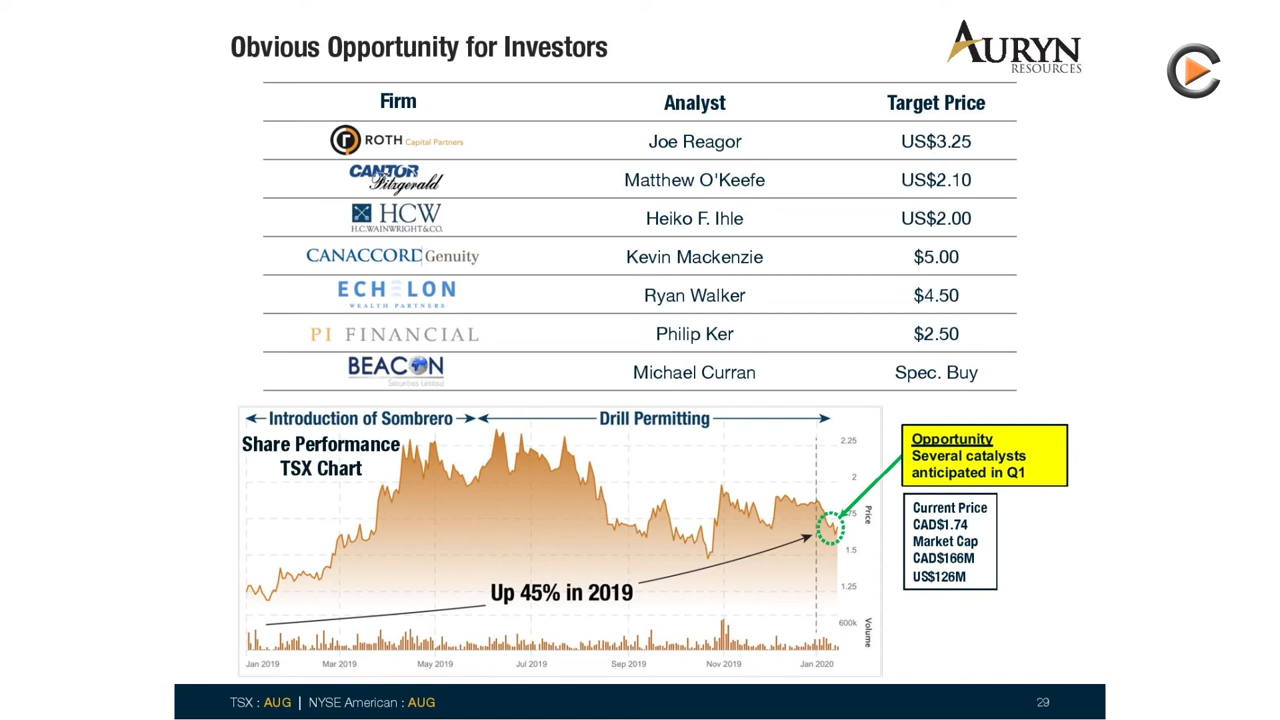 Obvious Opportunity for Investors
AURYN
RESOURCES
Firm Analyst Target Price
r ROTH Capital Partners Joe Reagor US$3.25
CANTOR
Fitzgerald
Matthew O'Keefe US$2.10
HCW
H.C.WAINWRIGHT&CO.
Heiko F. Ihle US$2.00
CANACCORD Genuity Kevin Mackenzie $5.00
ECHELON
WEALTH PARTNERS
Ryan Walker $4.50
PI FINANCIAL Philip Ker $2.50
BEACON
Securities Limited
Michael Curran Spec. Buy
Introduction of Sombrero Drill Permitting
Share Performance
TSX Chart
2.25
2
1.75
1.5
1.25
Price
600k
Volume
Up 45% in 2019
Jan 2019 Mar 2019 May 2019 Jul 2019 Sep 2019 Nov 2019 Jan 2020
Opportunity
Several catalysts
anticipated in Q1
Current Price
CAD$1.74
Market Cap
CAD$166M
US$126M
TSX : AUG | NYSE American : AUG 29